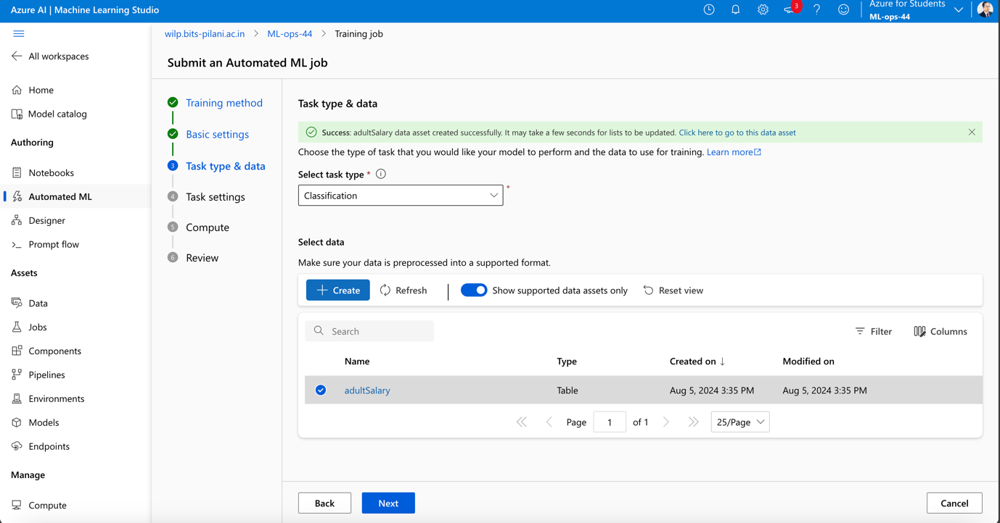 Azure AI | Machine Learning Studio
3
Azure for Students
ML-ops-44
All workspaces
Home
Model catalog
Authoring
Notebooks
Automated ML
Designer
Prompt flow
Assets
Data
Jobs
Components
Pipelines
Environments
Models
Endpoints
Manage
Compute
wilp.bits-pilani.ac.in > ML-ops-44 > Training job
Submit an Automated ML job
Training method
Basic settings
3 Task type & data
4 Task settings
5 Compute
6 Review
Task type & data
Success: adultSalary data asset created successfully. It may take a few seconds for lists to be updated. Click here to go to this data asset
Choose the type of task that you would like your model to perform and the data to use for training. Learn more
Select task type *
Classification *
Select data
Make sure your data is preprocessed into a supported format.
+ Create Refresh | Show supported data assets only Reset view
Search Filter Columns
Name Type Created on ↓ Modified on
adultSalary Table Aug 5, 2024 3:35 PM Aug 5, 2024 3:35 PM
Page 1 of 1 25/Page
Back Next Cancel